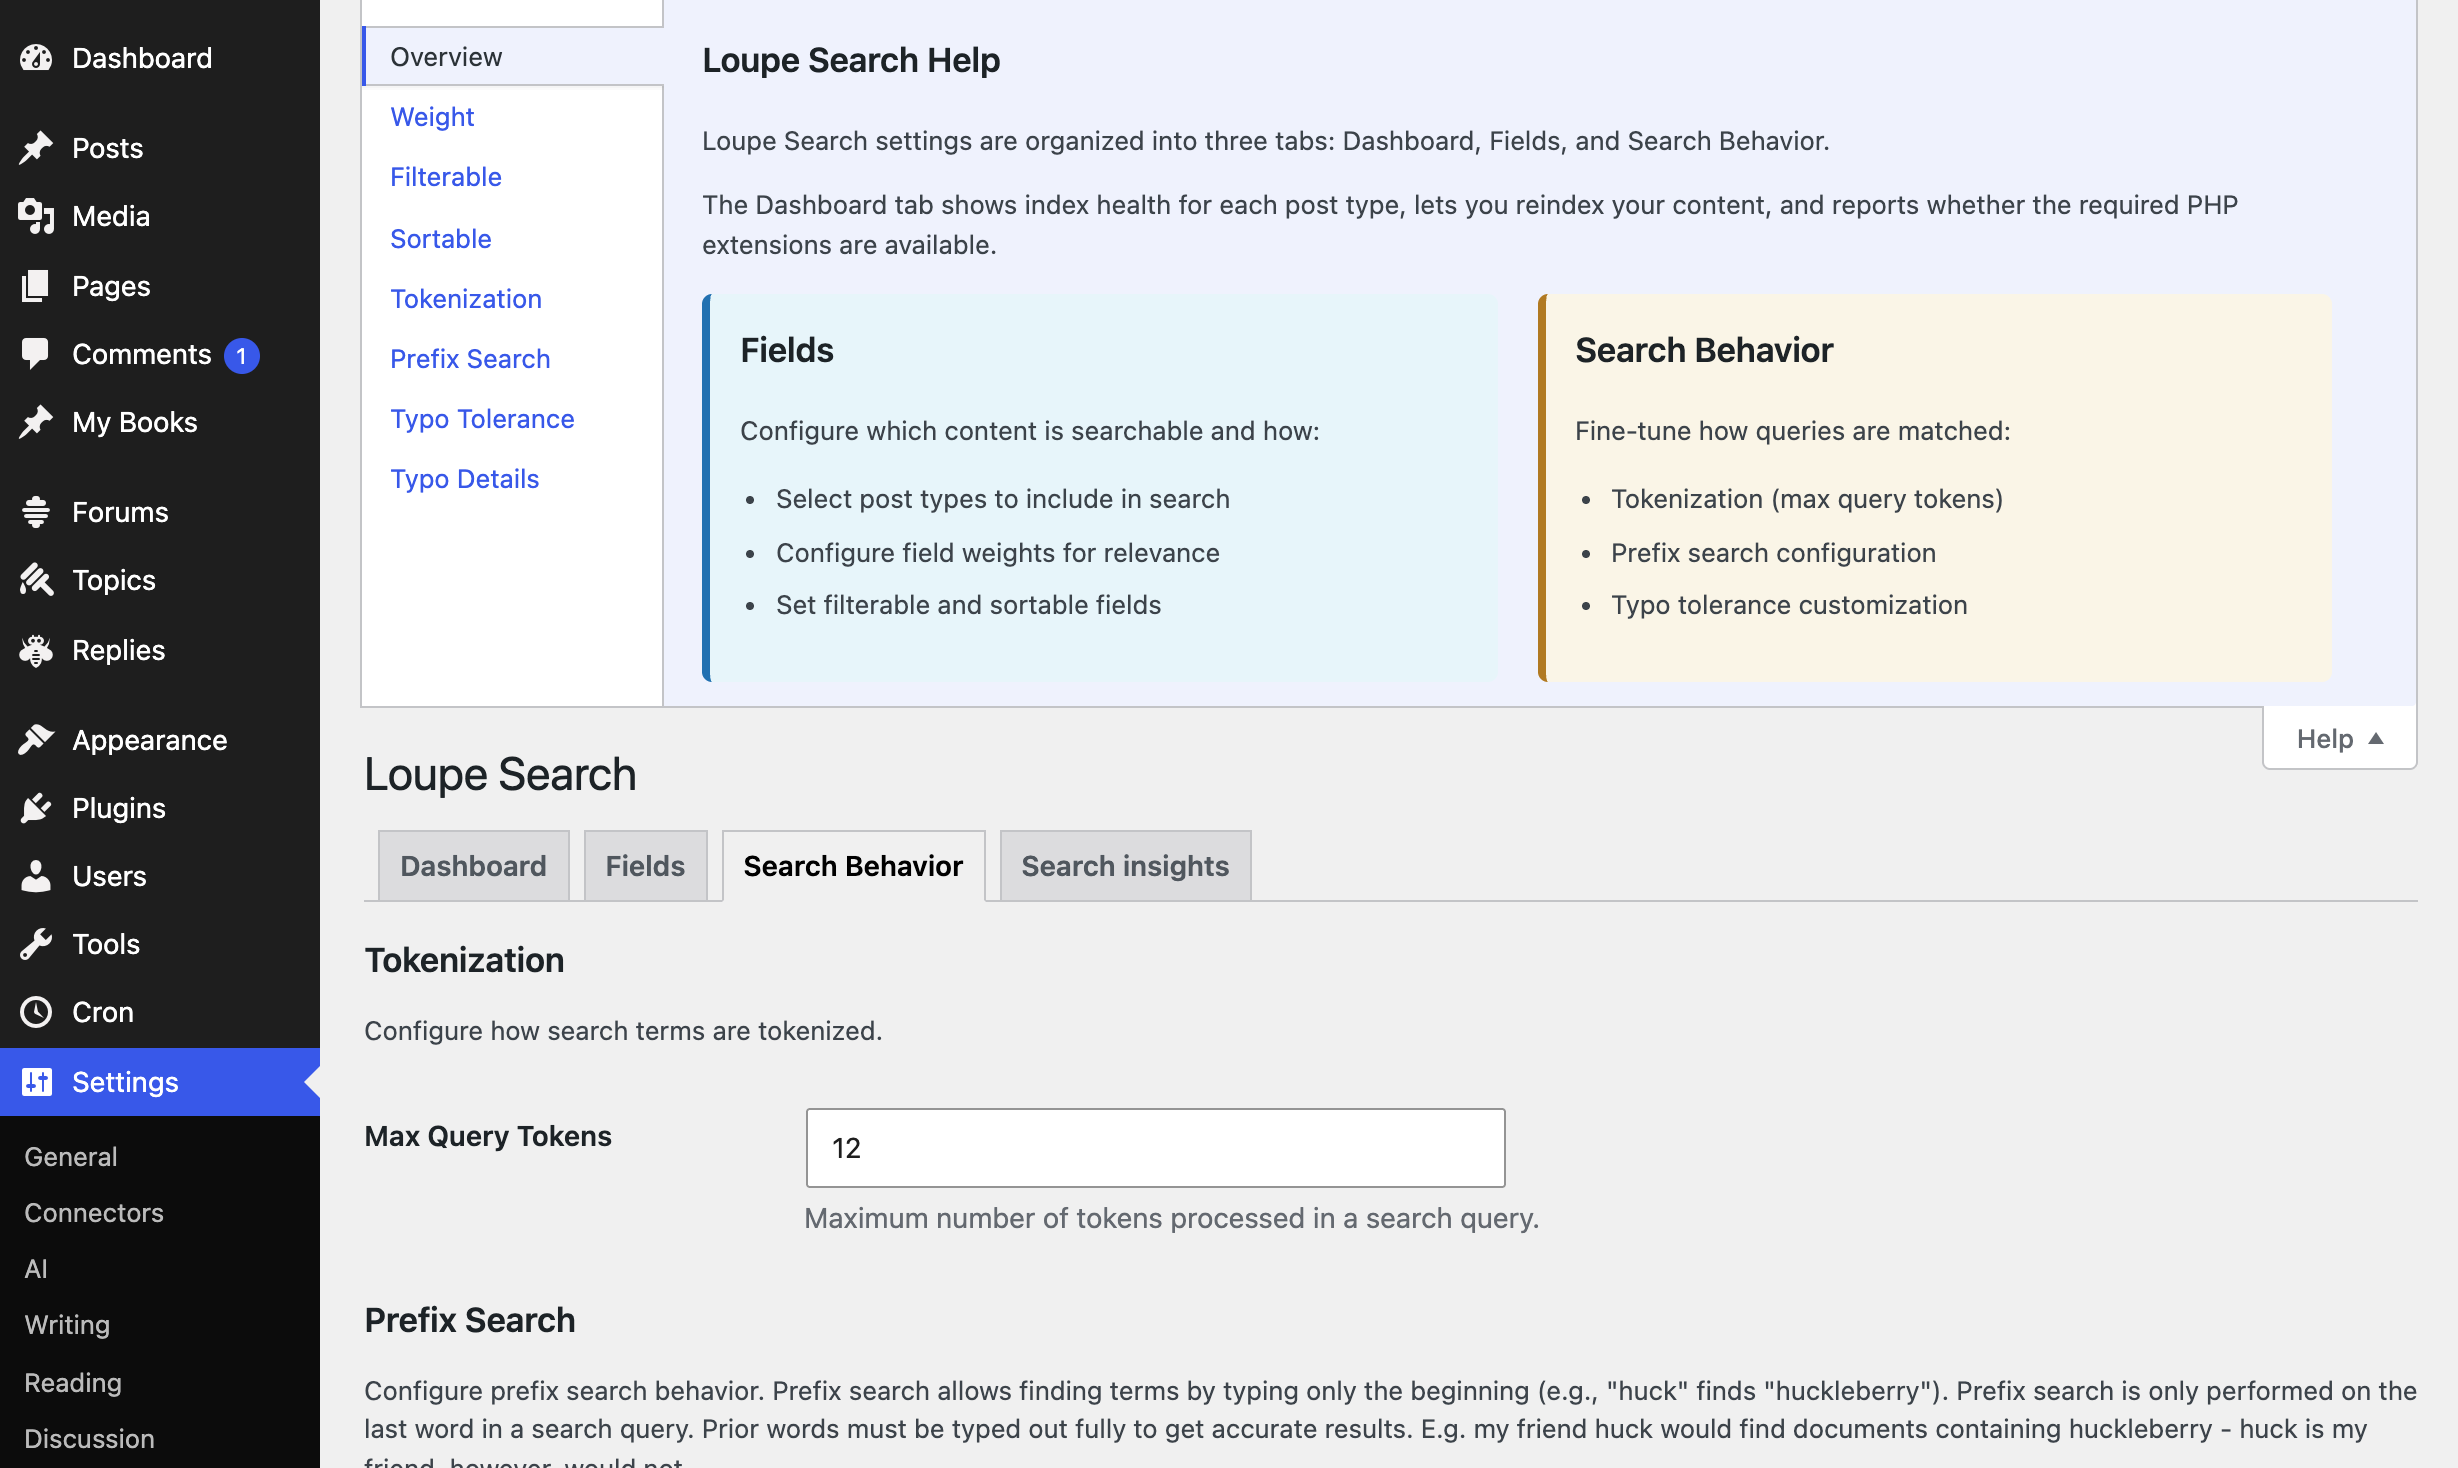 Dashboard
Posts
Media
Pages
Comments 1
My Books
Forums
Topics
Replies
Appearance
Plugins
Users
Tools
Cron
Settings
General
Connectors
AI
Writing
Reading
Discussion
Overview
Weight
Filterable
Sortable
Tokenization
Prefix Search
Typo Tolerance
Typo Details
Loupe Search Help
Loupe Search settings are organized into three tabs: Dashboard, Fields, and Search Behavior.
The Dashboard tab shows index health for each post type, lets you reindex your content, and reports whether the required PHP
extensions are available.
Fields
Configure which content is searchable and how:
• Select post types to include in search
• Configure field weights for relevance
• Set filterable and sortable fields
Search Behavior
Fine-tune how queries are matched:
• Tokenization (max query tokens)
• Prefix search configuration
• Typo tolerance customization
Help
Loupe Search
Dashboard
Fields
Search Behavior
Search insights
Tokenization
Configure how search terms are tokenized.
Max Query Tokens
12
Maximum number of tokens processed in a search query.
Prefix Search
Configure prefix search behavior. Prefix search allows finding terms by typing only the beginning (e.g., "huck" finds "huckleberry"). Prefix search is only performed on the
last word in a search query. Prior words must be typed out fully to get accurate results. E.g. my friend huck would find documents containing huckleberry - huck is my
friend, however, would not.